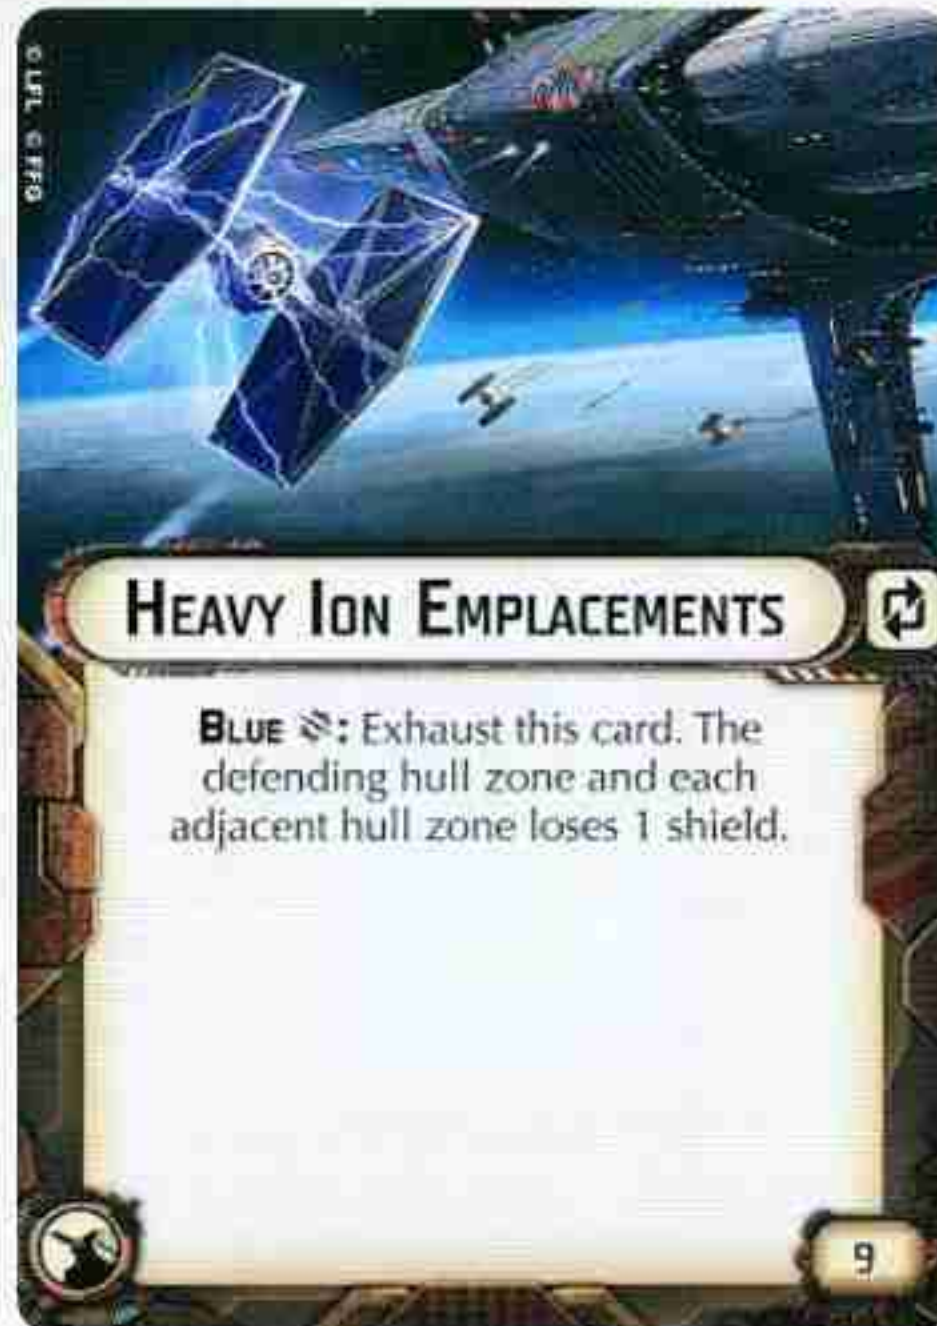 © LFL © FFG
HEAVY ION EMPLACEMENTS
BLUE : Exhaust this card. The
defending hull zone and each
adjacent hull zone loses 1 shield.
9